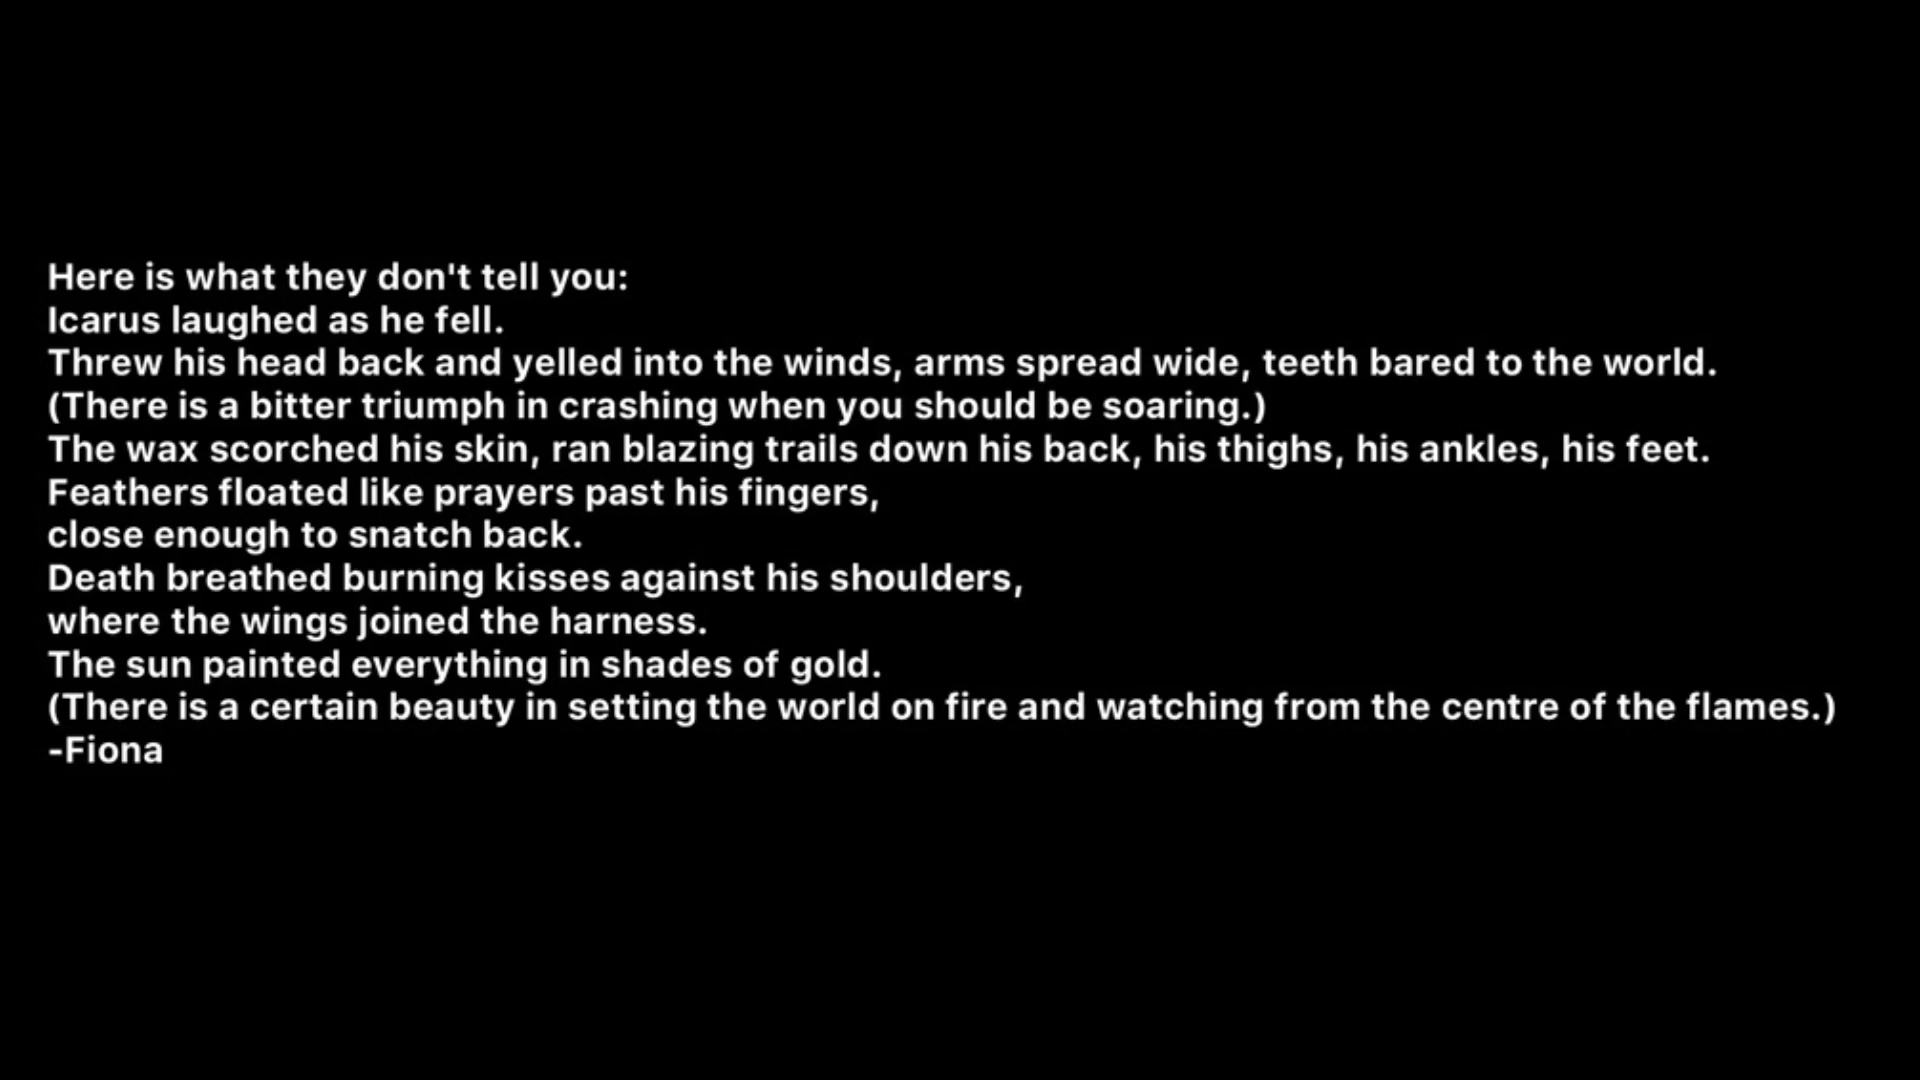 Here is what they don't tell you:
Icarus laughed as he fell.
Threw his head back and yelled into the winds, arms spread wide, teeth bared to the world.
(There is a bitter triumph in crashing when you should be soaring.)
The wax scorched his skin, ran blazing trails down his back, his thighs, his ankles, his feet.
Feathers floated like prayers past his fingers,
close enough to snatch back.
Death breathed burning kisses against his shoulders,
where the wings joined the harness.
The sun painted everything in shades of gold.
(There is a certain beauty in setting the world on fire and watching from the centre of the flames.)
-Fiona